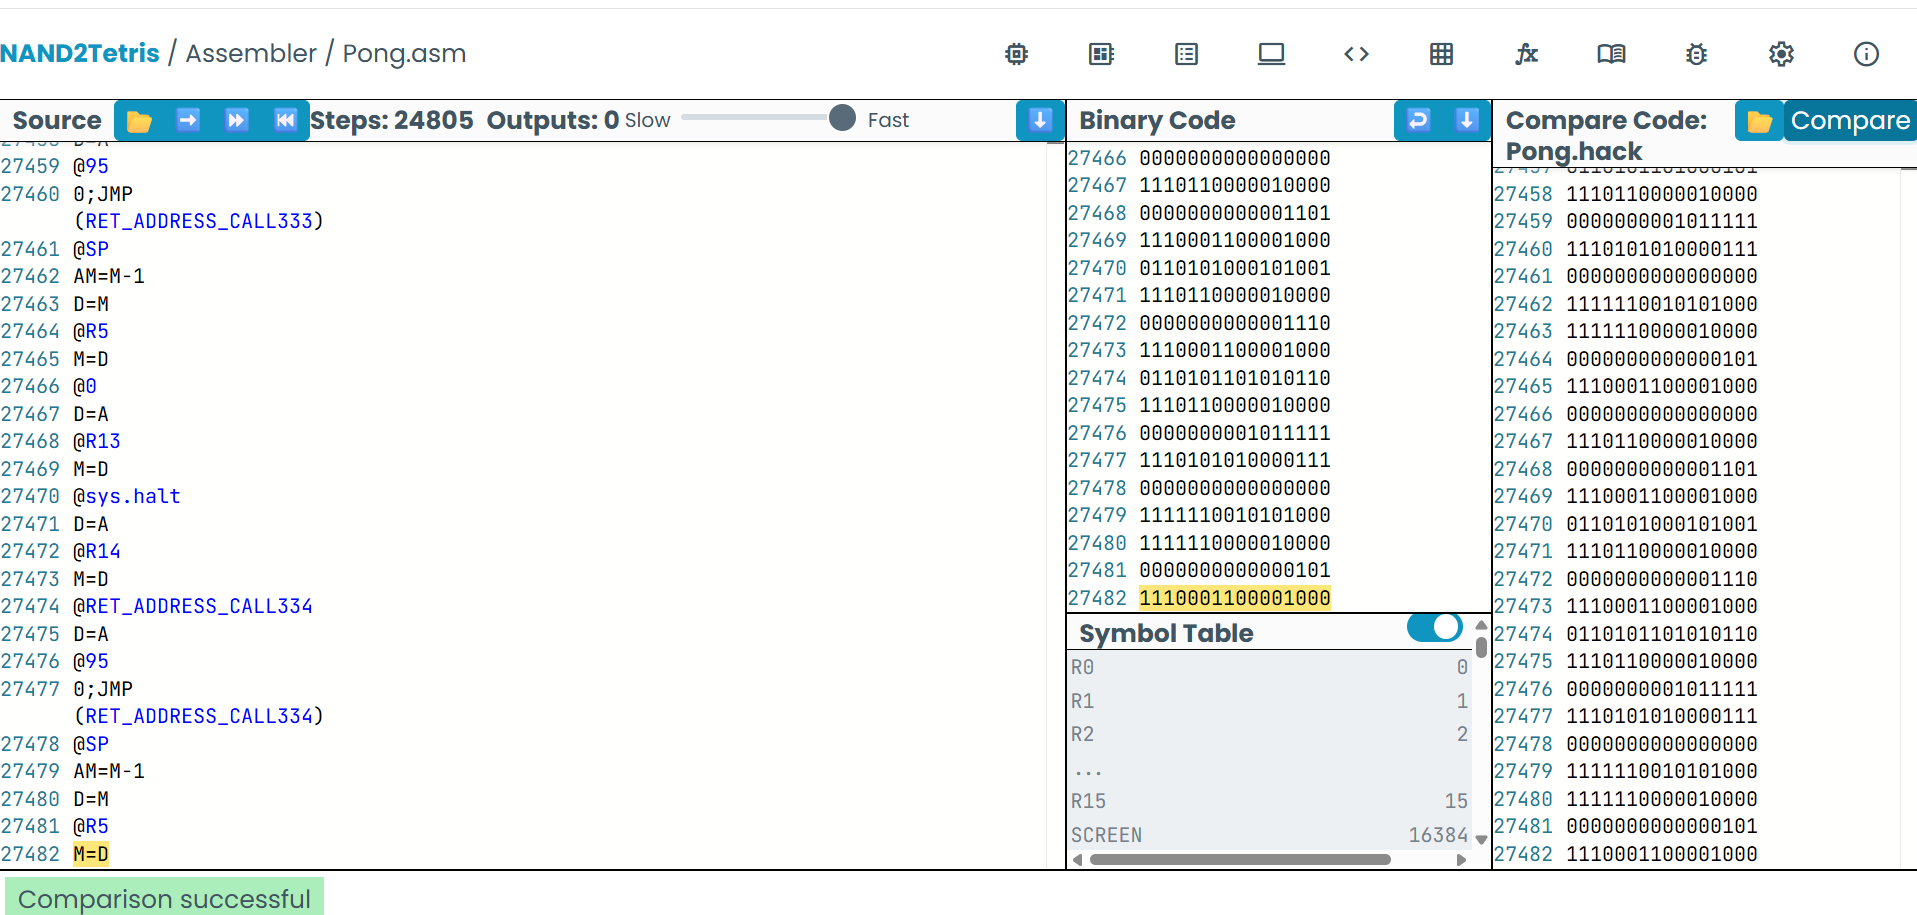 NAND2Tetris / Assembler / Pong.asm
Source Steps: 24805 Outputs: 0 Slow Fast
27459 @95
27460 0;JMP
(RET_ADDRESS_CALL333)
27461 @SP
27462 AM=M-1
27463 D=M
27464 @R5
27465 M=D
27466 @0
27467 D=A
27468 @R13
27469 M=D
27470 @sys.halt
27471 D=A
27472 @R14
27473 M=D
27474 @RET_ADDRESS_CALL334
27475 D=A
27476 @95
27477 0;JMP
(RET_ADDRESS_CALL334)
27478 @SP
27479 AM=M-1
27480 D=M
27481 @R5
27482 M=D
Binary Code
27466 0000000000000000
27467 1110110000010000
27468 0000000000001101
27469 1110001100001000
27470 0110101000101001
27471 1110110000010000
27472 0000000000001110
27473 1110001100001000
27474 0110101101010110
27475 1110110000010000
27476 0000000001011111
27477 1110101010000111
27478 0000000000000000
27479 1111110010101000
27480 1111110000010000
27481 0000000000000101
27482 1110001100001000
Symbol Table
R0 0
R1 1
R2 2
...
R15 15
SCREEN 16384
Compare Code: Compare
Pong.hack
27458 1110110000010000
27459 0000000001011111
27460 1110101010000111
27461 0000000000000000
27462 1111110010101000
27463 1111110000010000
27464 0000000000000101
27465 1110001100001000
27466 0000000000000000
27467 1110110000010000
27468 0000000000001101
27469 1110001100001000
27470 0110101000101001
27471 1110110000010000
27472 0000000000001110
27473 1110001100001000
27474 0110101101010110
27475 1110110000010000
27476 0000000001011111
27477 1110101010000111
27478 0000000000000000
27479 1111110010101000
27480 1111110000010000
27481 0000000000000101
27482 1110001100001000
Comparison successful